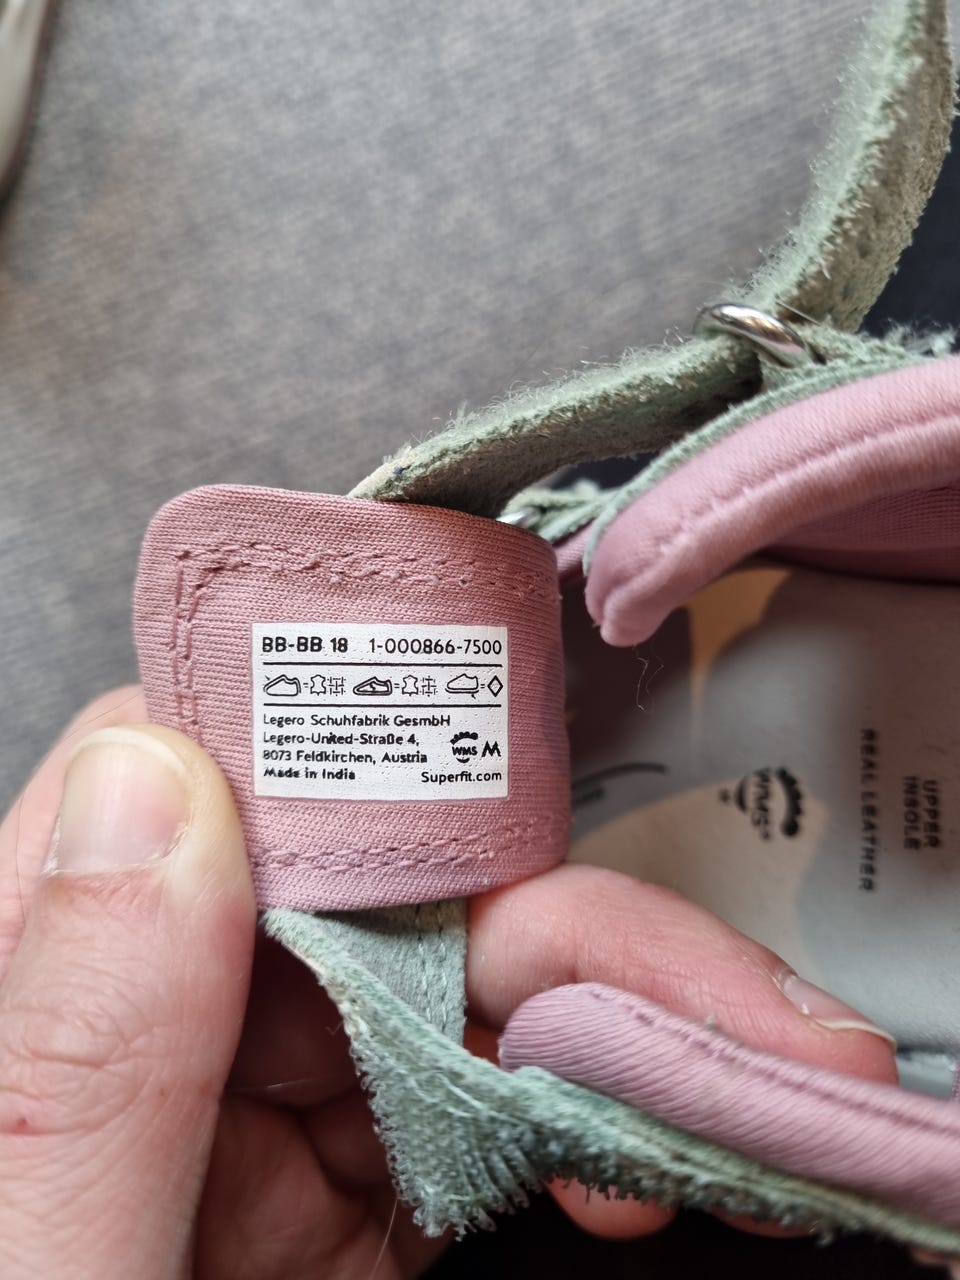 BB-BB 18 1-000866-7500
Legero Schuhfabrik GesmbH
Legero-United-Straße 4,
8073 Feldkirchen, Austria
Made in India
WMS M
Superfit.com
WMS®
REAL LEATHER
UPPER
INSOLE